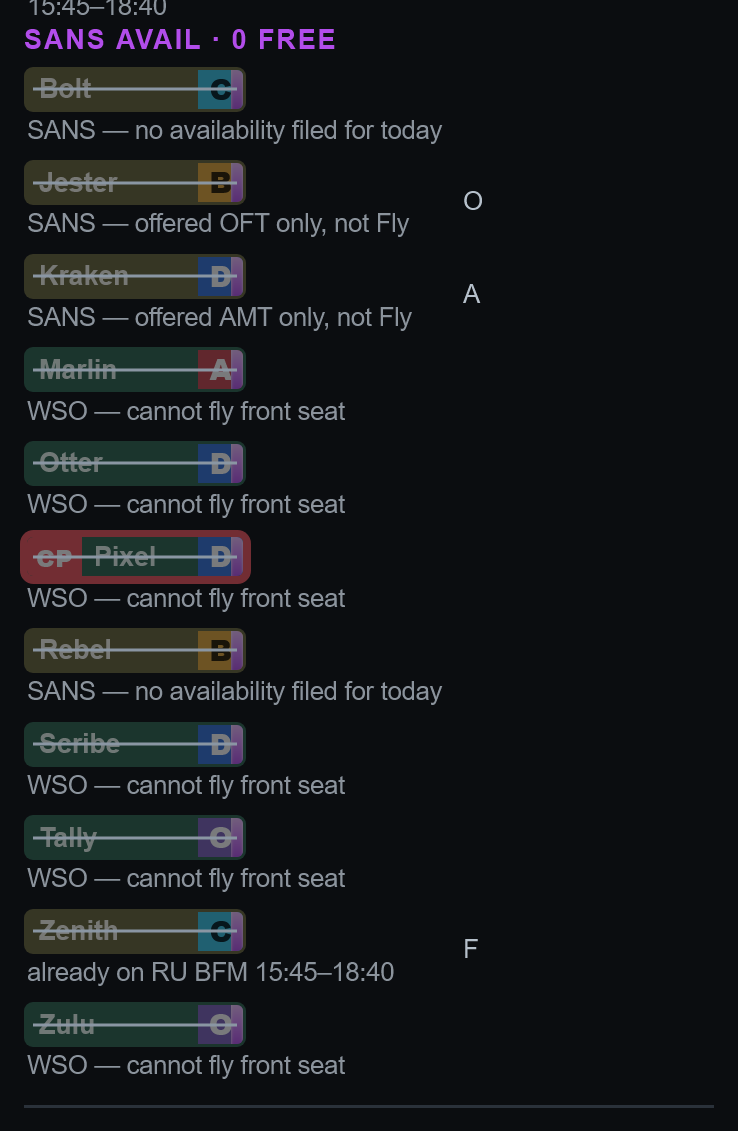 15:45–18:40
SANS AVAIL · 0 FREE
Bolt C
SANS — no availability filed for today
Jester B
O
SANS — offered OFT only, not Fly
Kraken D
A
SANS — offered AMT only, not Fly
Marlin A
WSO — cannot fly front seat
Otter D
WSO — cannot fly front seat
CP Pixel D
WSO — cannot fly front seat
Rebel B
SANS — no availability filed for today
Scribe D
WSO — cannot fly front seat
Tally O
WSO — cannot fly front seat
Zenith C
F
already on RU BFM 15:45–18:40
Zulu O
WSO — cannot fly front seat